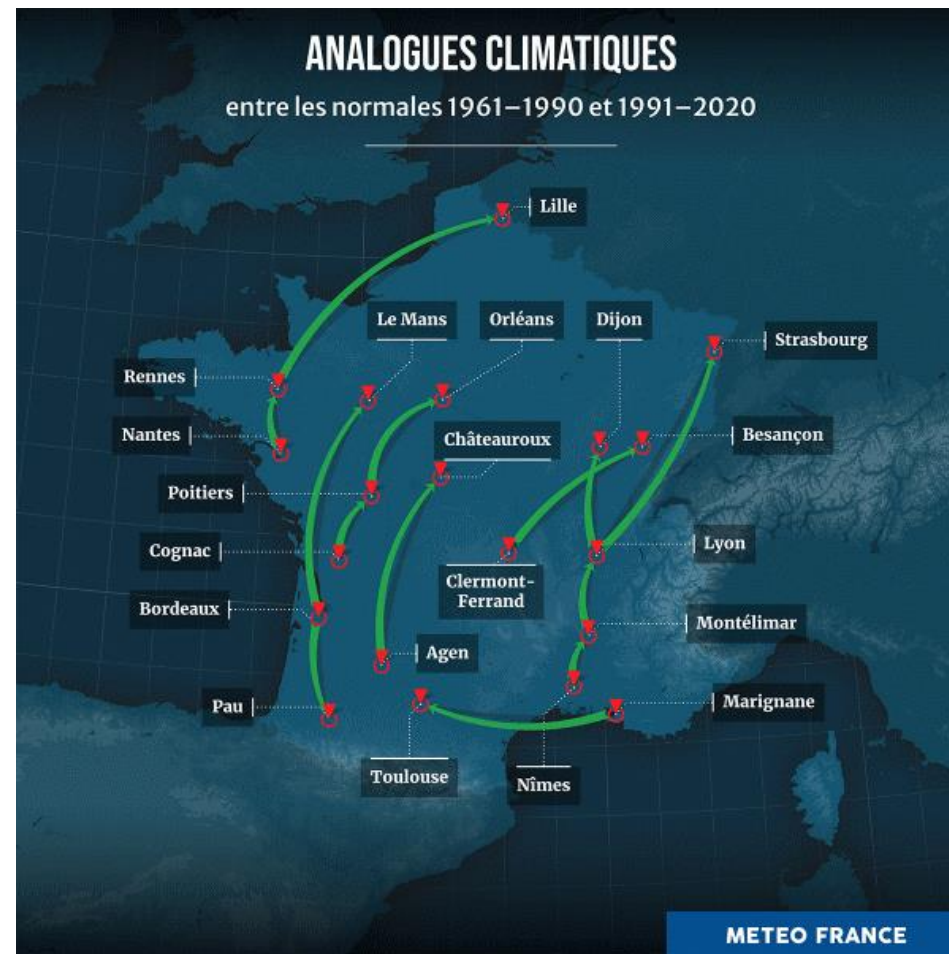 ANALOGUES CLIMATIQUES
entre les normales 1961–1990 et 1991–2020
Lille
Le Mans
Orléans
Dijon
Strasbourg
Rennes
Nantes
Châteauroux
Besançon
Poitiers
Cognac
Lyon
Clermont-
Ferrand
Bordeaux
Montélimar
Agen
Pau
Marignane
Toulouse
Nîmes
METEO FRANCE